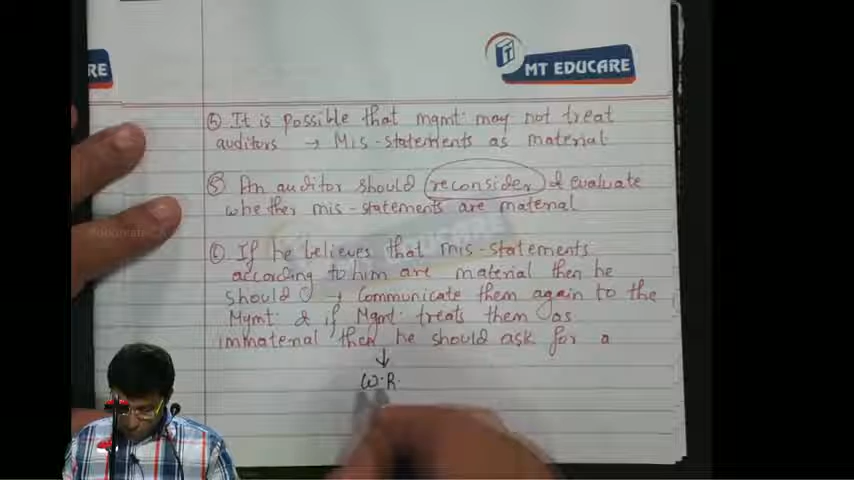 RE
MT EDUCARE
⑤ It is possible that mgmt. may not treat
auditors → Mis-statements as material
⑤ An auditor should reconsider & evaluate
whether mis-statements are material
⑥ If he believes that mis-statements
according to him are material then he
should → Communicate them again to the
Mgmt. & if Mgmt. treats them as
immaterial then he should ask for a
↓
W.R.